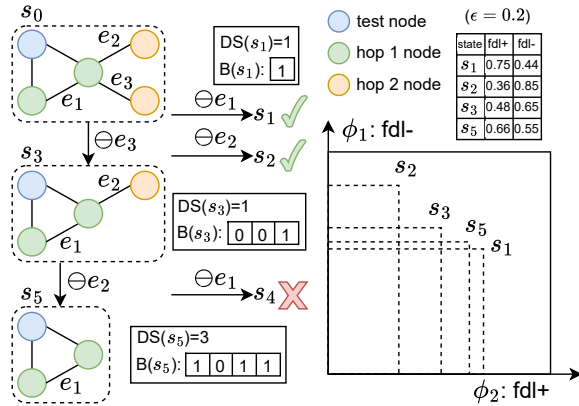 s₀
e₂
e₃
e₁
DS(s₁)=1
B(s₁): 1
⊖e₁
s₁
⊖e₂
s₂
⊖e₃
s₃
e₂
e₁
DS(s₃)=1
B(s₃): 0 0 1
⊖e₂
⊖e₁
s₄
s₅
e₁
DS(s₅)=3
B(s₅): 1 0 1 1
test node
hop 1 node
hop 2 node
(ϵ = 0.2)
state fdl+ fdl-
s₁ 0.75 0.44
s₂ 0.36 0.85
s₃ 0.48 0.65
s₅ 0.66 0.55
ϕ₁: fdl-
s₂
s₃
s₅
s₁
ϕ₂: fdl+